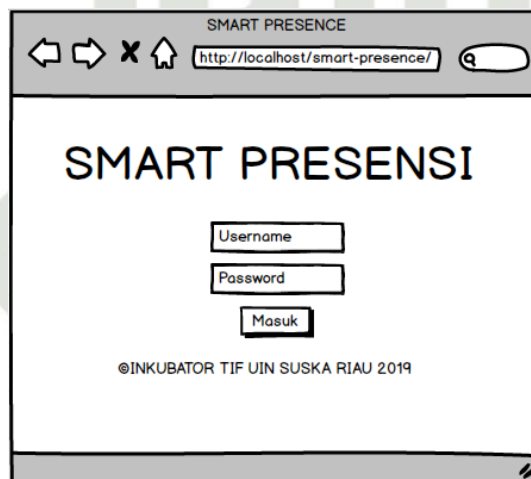 SMART PRESENCE
http://localhost/smart-presence/
SMART PRESENSI
Username
Password
Masuk
©INKUBATOR TIF UIN SUSKA RIAU 2019